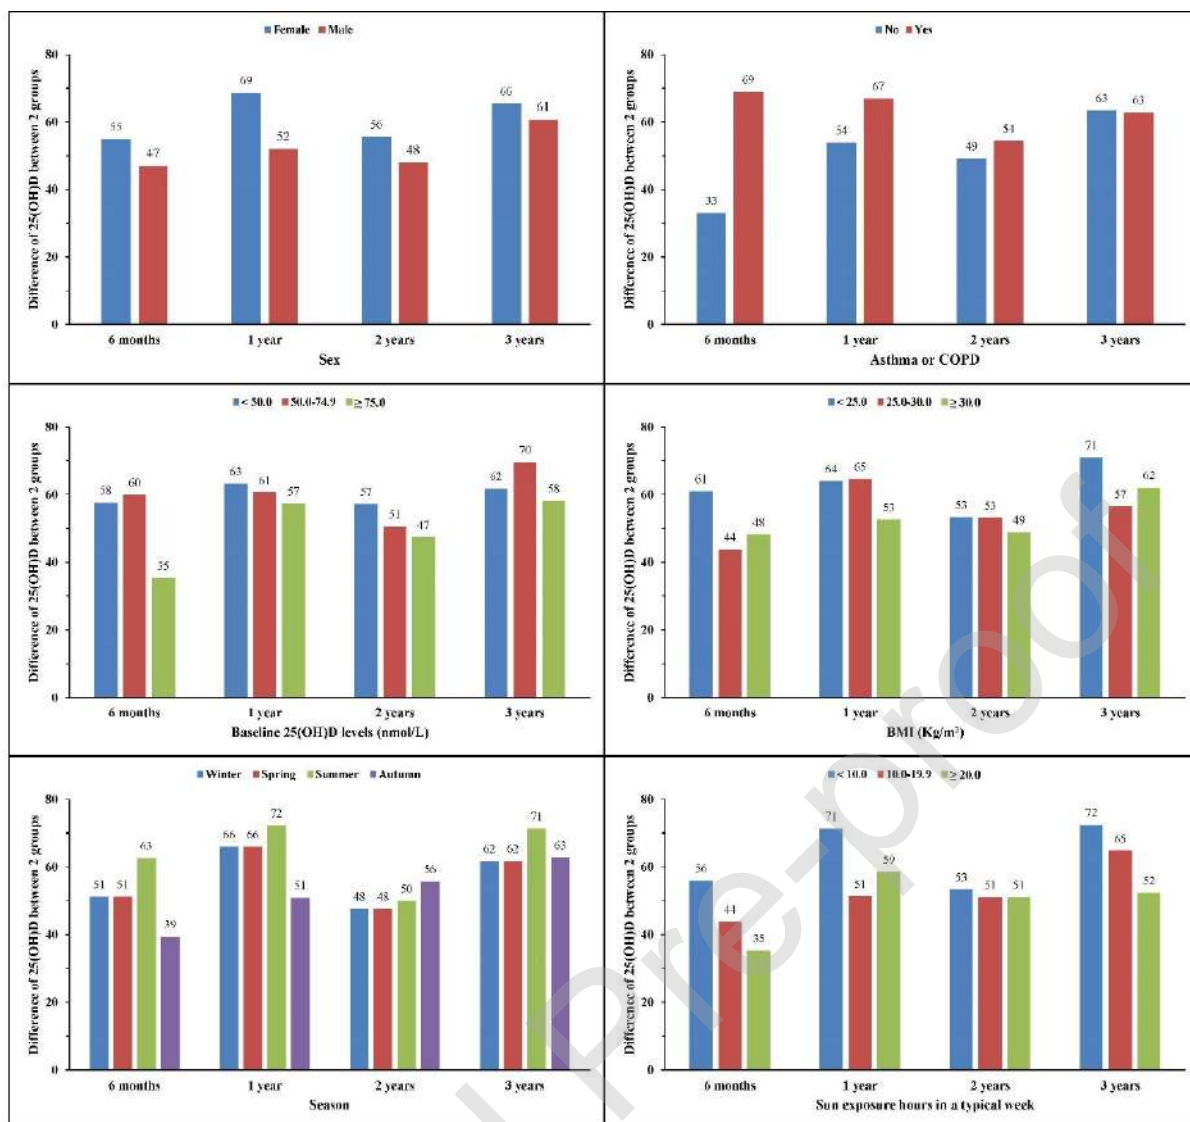 Female Male
Difference of 25(OH)D between 2 groups
80
60
40
20
0
55 47 69 52 56 48 66 61
6 months 1 year 2 years 3 years
Sex
No Yes
Difference of 25(OH)D between 2 groups
80
60
40
20
0
33 69 54 67 49 54 63 63
6 months 1 year 2 years 3 years
Asthma or COPD
< 50.0 50.0-74.9 ≥ 75.0
Difference of 25(OH)D between 2 groups
80
60
40
20
0
58 60 35 63 61 57 57 51 47 62 70 58
6 months 1 year 2 years 3 years
Baseline 25(OH)D levels (nmol/L)
< 25.0 25.0-30.0 ≥ 30.0
Difference of 25(OH)D between 2 groups
80
60
40
20
0
61 44 48 64 65 53 53 53 49 71 57 62
6 months 1 year 2 years 3 years
BMI (Kg/m²)
Winter Spring Summer Autumn
Difference of 25(OH)D between 2 groups
80
60
40
20
0
51 51 63 39 66 66 72 51 48 48 50 56 62 62 71 63
6 months 1 year 2 years 3 years
Season
< 10.0 10.0-19.9 ≥ 20.0
Difference of 25(OH)D between 2 groups
80
60
40
20
0
56 44 35 71 51 59 53 51 51 72 65 52
6 months 1 year 2 years 3 years
Sun exposure hours in a typical week
Pre-proof